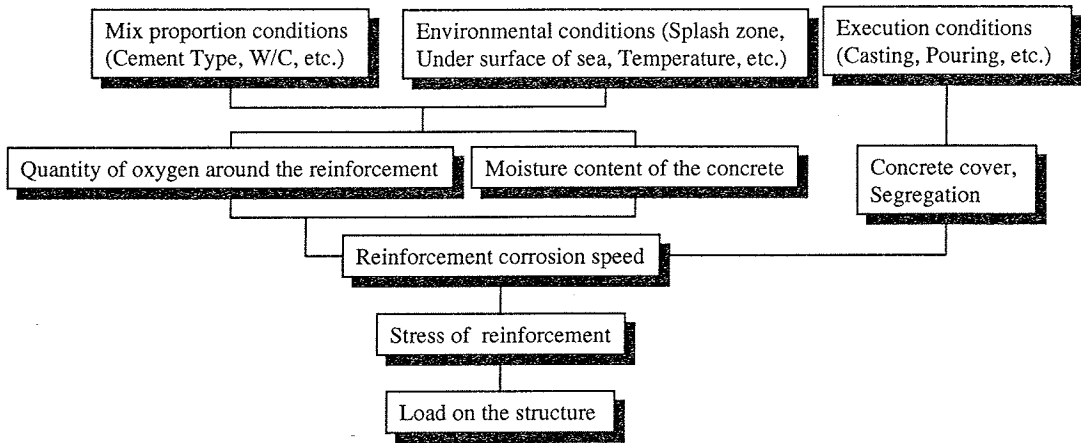 Mix proportion conditions
(Cement Type, W/C, etc.)
Environmental conditions (Splash zone,
Under surface of sea, Temperature, etc.)
Execution conditions
(Casting, Pouring, etc.)
Quantity of oxygen around the reinforcement
Moisture content of the concrete
Concrete cover,
Segregation
Reinforcement corrosion speed
Stress of reinforcement
Load on the structure